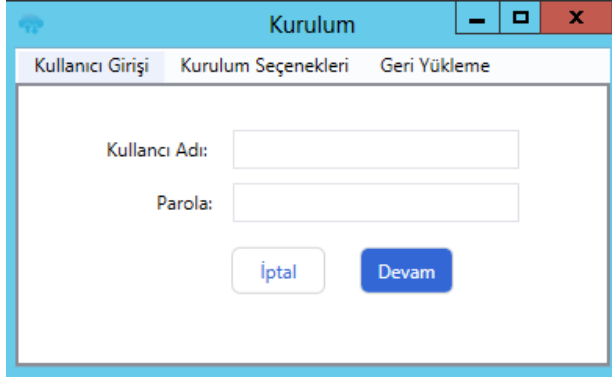 Kurulum
Kullanıcı Girişi Kurulum Seçenekleri Geri Yükleme
Kullancı Adı:
Parola:
İptal Devam